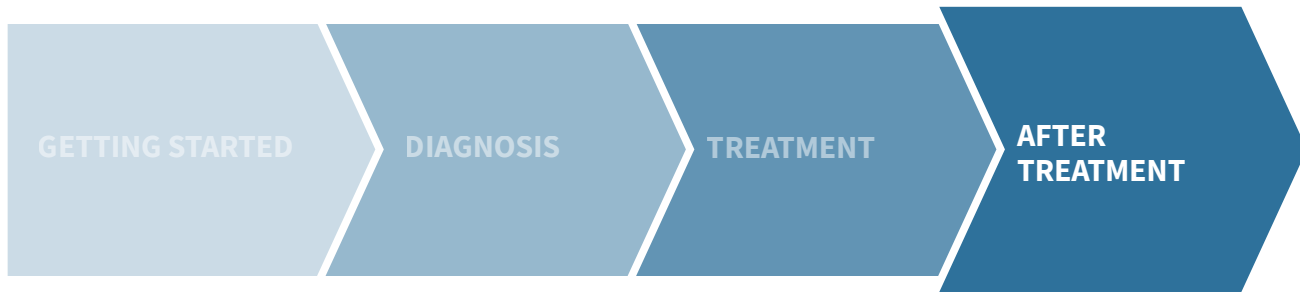 GETTING STARTED
DIAGNOSIS
TREATMENT
AFTER
TREATMENT